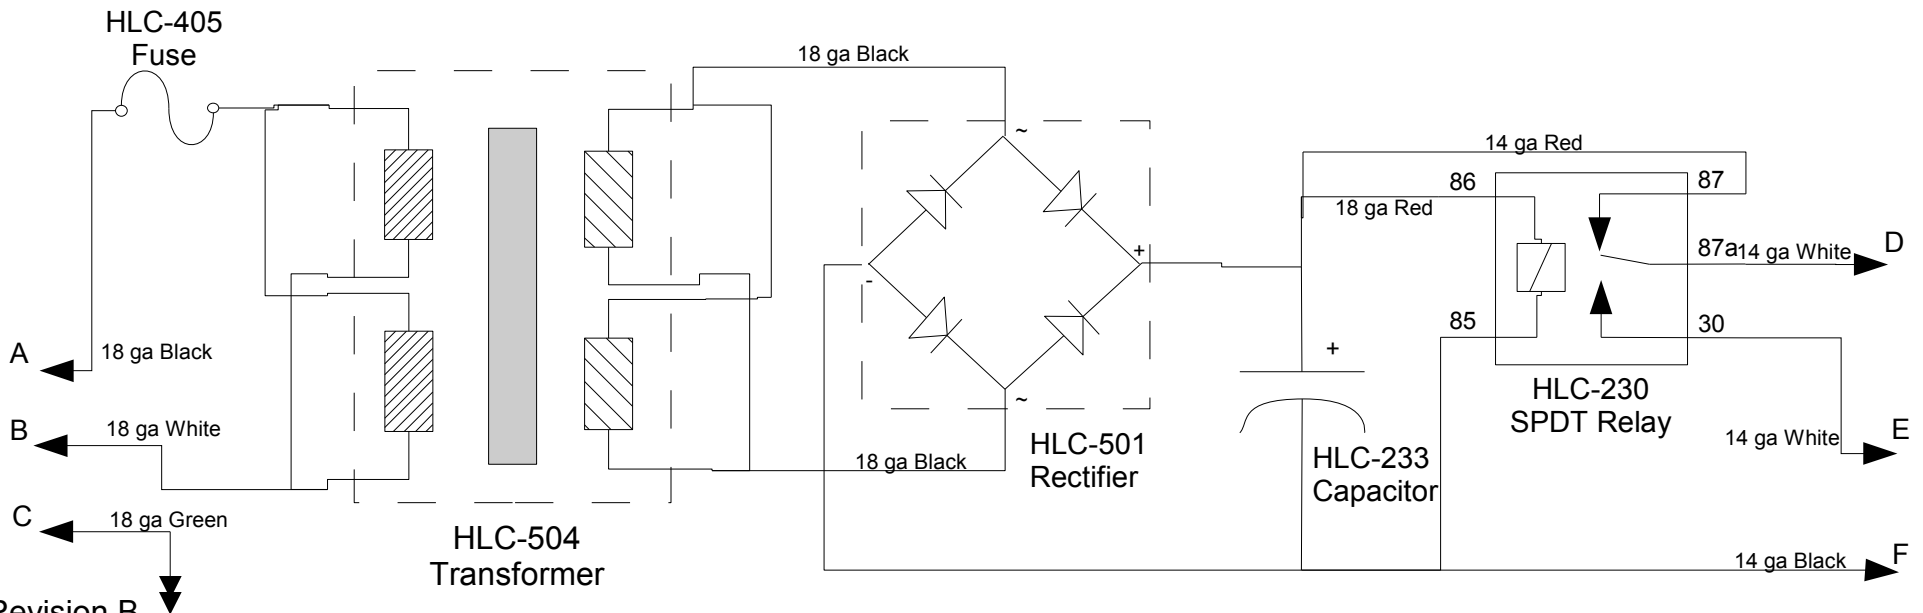 HLC-405
Fuse
18 ga Black
14 ga Red
~
86
87
18 ga Red
+
-
87a
14 ga White
D
A
18 ga Black
85
30
+
HLC-230
SPDT Relay
~
B
18 ga White
HLC-501
Rectifier
14 ga White
E
18 ga Black
HLC-233
Capacitor
C
18 ga Green
HLC-504
Transformer
14 ga Black
F
Revision B